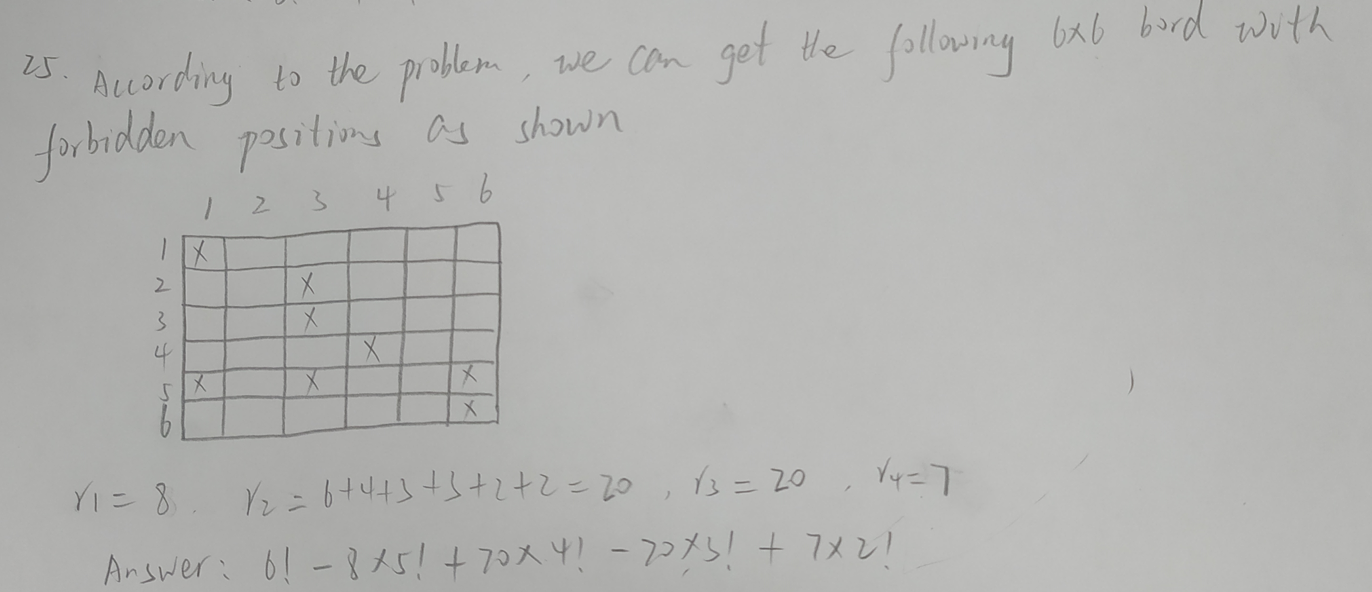 25. According to the problem, we can get the following 6x6 bord with
forbidden positions as shown
1 2 3 4 5 6
1 X
2 X
3 X
4 X
5 X X X
6 X
r1 = 8. r2 = 6+4+3+3+2+2 = 20, r3 = 20, r4 = 7
Answer: 6! - 8×5! + 20×4! - 20×3! + 7×2!